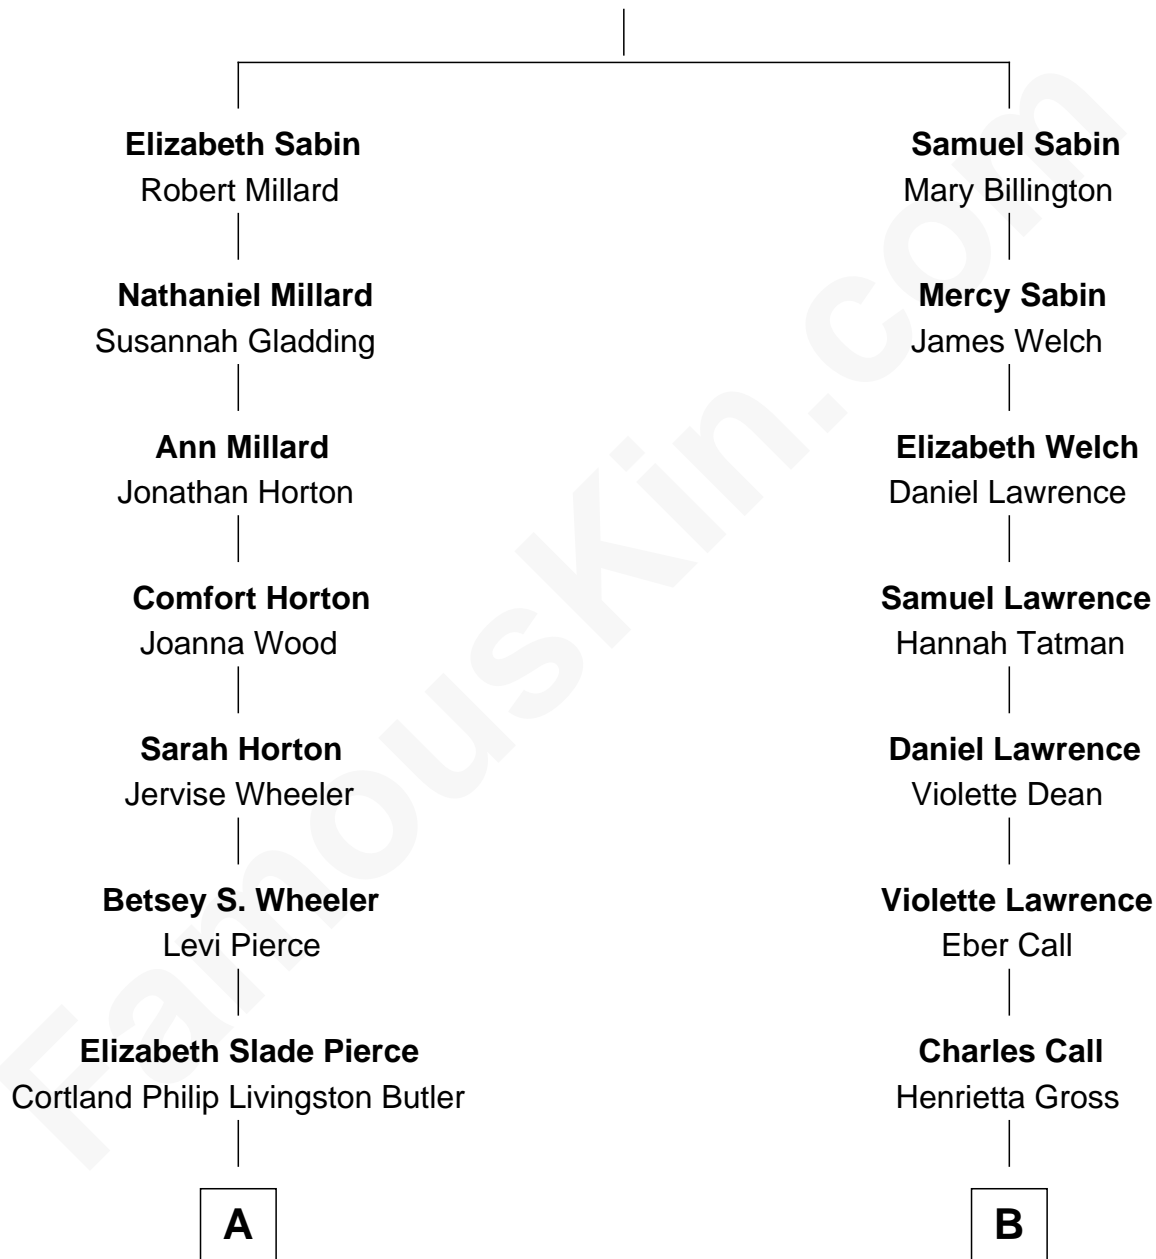 Elizabeth Sabin
Robert Millard
Nathaniel Millard
Susannah Gladding
Ann Millard
Jonathan Horton
Comfort Horton
Joanna Wood
Sarah Horton
Jervise Wheeler
Betsey S. Wheeler
Levi Pierce
Elizabeth Slade Pierce
Cortland Philip Livingston Butler
A
Samuel Sabin
Mary Billington
Mercy Sabin
James Welch
Elizabeth Welch
Daniel Lawrence
Samuel Lawrence
Hannah Tatman
Daniel Lawrence
Violette Dean
Violette Lawrence
Eber Call
Charles Call
Henrietta Gross
B
FamousKin.com